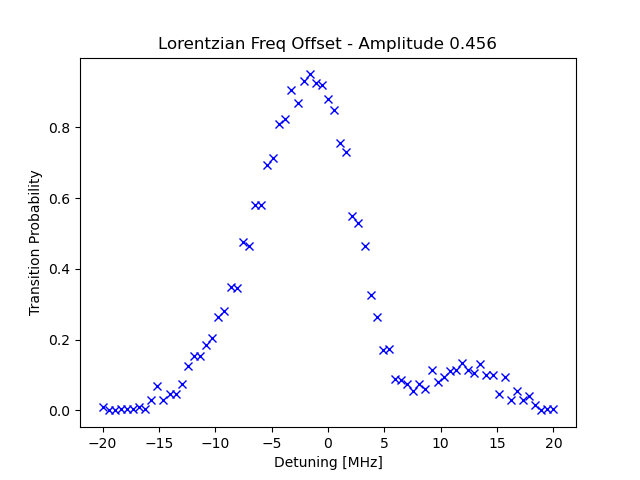 Lorentzian Freq Offset - Amplitude 0.456
Transition Probability
0.8
0.6
0.4
0.2
0.0
−20 −15 −10 −5 0 5 10 15 20
Detuning [MHz]